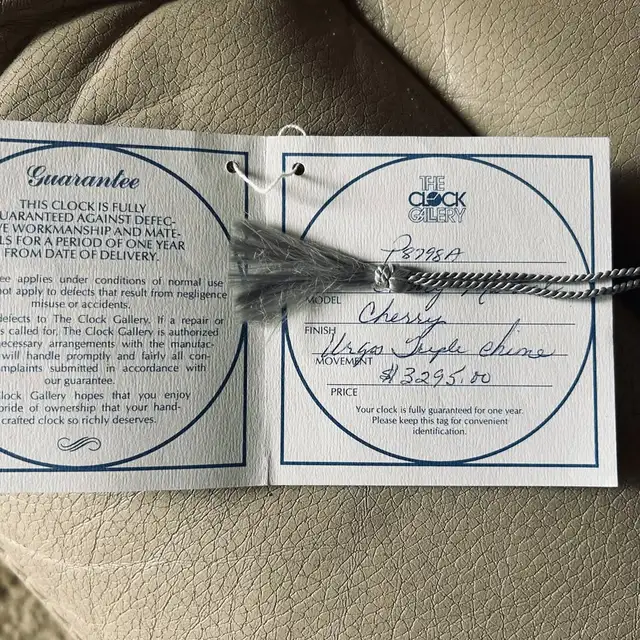 Guarantee
THIS CLOCK IS FULLY
UARANTEED AGAINST DEFEC-
VE WORKMANSHIP AND MATE-
LS FOR A PERIOD OF ONE YEAR
FROM DATE OF DELIVERY.
ee applies under conditions of normal use
not apply to defects that result from negligence
misuse or accidents.
defects to The Clock Gallery. If a repair or
s called for, The Clock Gallery is authorized
necessary arrangements with the manufac-
will handle promptly and fairly all con-
mplaints submitted in accordance with
our guarantee.
lock Gallery hopes that you enjoy
pride of ownership that your hand-
crafted clock so richly deserves.
THE
CLOCK
GALLERY
P8798A
MODEL
Cherry
FINISH
Urgos Triple Chime
MOVEMENT
$3295.00
PRICE
Your clock is fully guaranteed for one year.
Please keep this tag for convenient
identification.